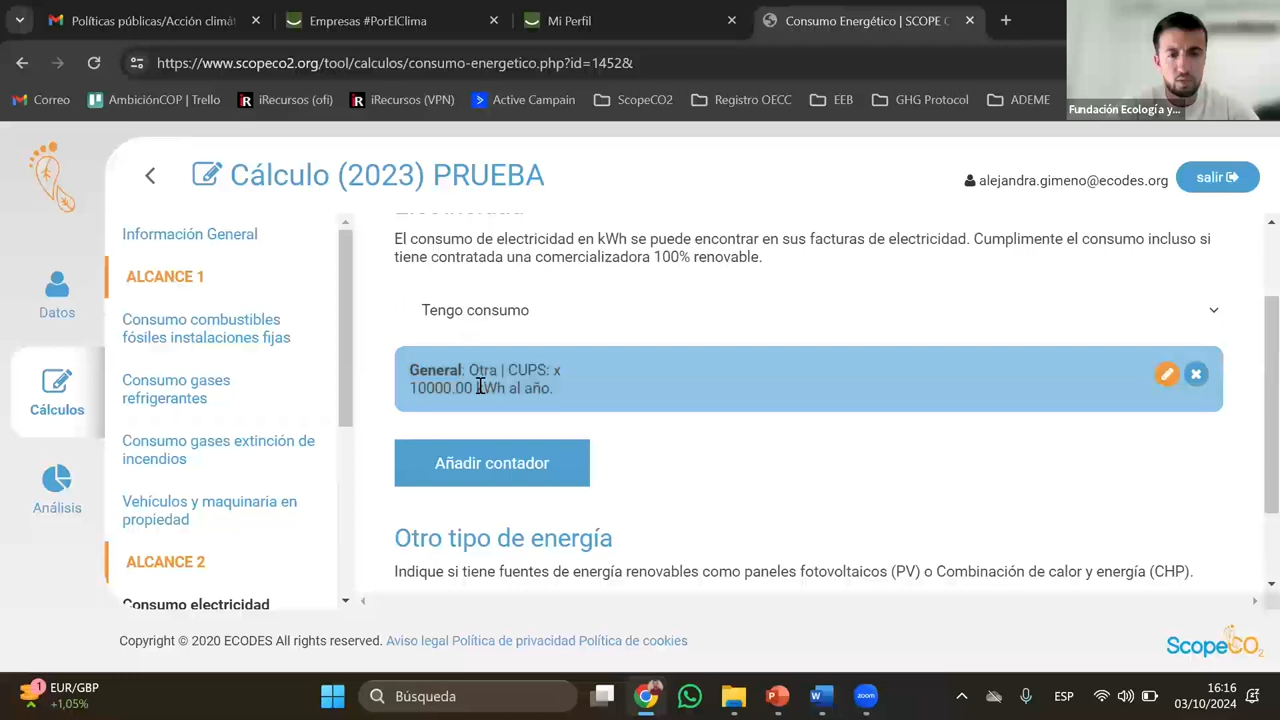 Políticas públicas/Acción climát
Empresas #PorElClima
Mi Perfil
Consumo Energético | SCOPE C
https://www.scopeco2.org/tool/calculos/consumo-energetico.php?id=1452&
Correo
AmbiciónCOP | Trello
iRecursos (ofi)
iRecursos (VPN)
Active Campain
ScopeCO2
Registro OECC
EEB
GHG Protocol
ADEME
Fundación Ecología y...
Cálculo (2023) PRUEBA
alejandra.gimeno@ecodes.org
salir
Datos
Cálculos
Análisis
Información General
ALCANCE 1
Consumo combustibles
fósiles instalaciones fijas
Consumo gases
refrigerantes
Consumo gases extinción de
incendios
Vehículos y maquinaria en
propiedad
ALCANCE 2
Consumo electricidad
El consumo de electricidad en kWh se puede encontrar en sus facturas de electricidad. Cumplimente el consumo incluso si
tiene contratada una comercializadora 100% renovable.
Tengo consumo
General: Otra | CUPS: x
10000.00 kWh al año.
Añadir contador
Otro tipo de energía
Indique si tiene fuentes de energía renovables como paneles fotovoltaicos (PV) o Combinación de calor y energía (CHP).
Copyright © 2020 ECODES All rights reserved. Aviso legal Política de privacidad Política de cookies
ScopeCO2
1
EUR/GBP
+1,05%
Búsqueda
zoom
ESP
16:16
03/10/2024